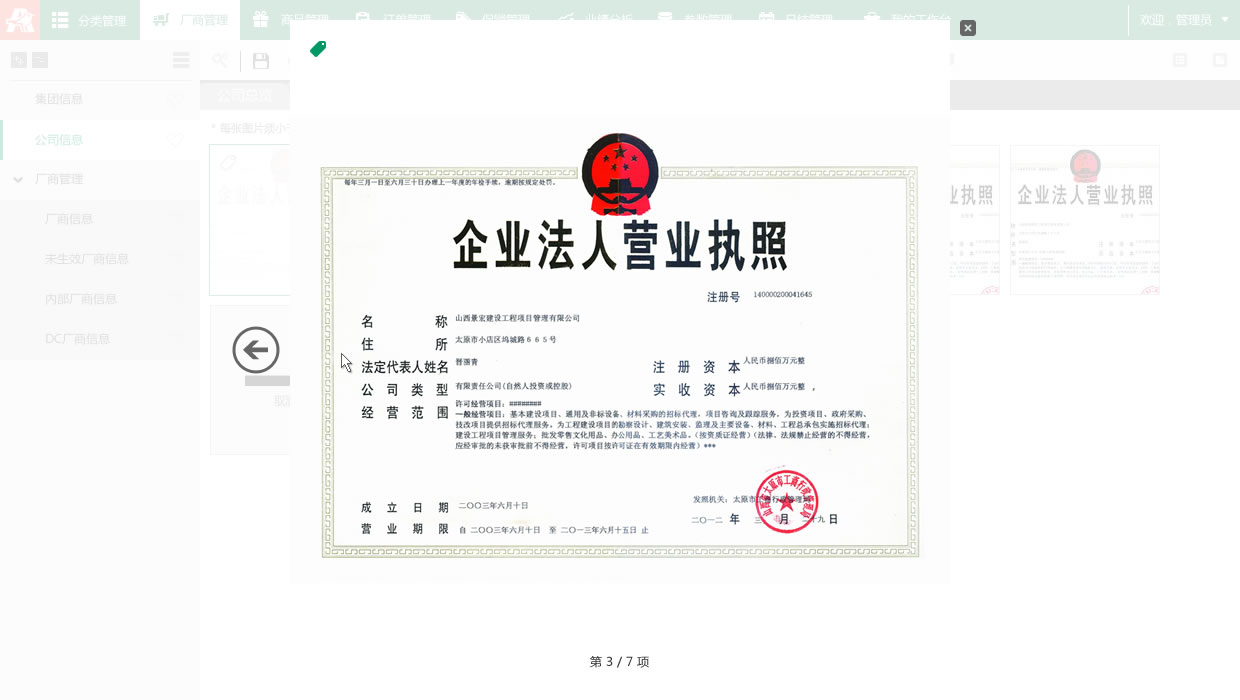 分类管理
厂商管理
商品管理
订单管理
促销管理
业绩分析
参数管理
日结管理
我的工作台
欢迎，管理员
集团信息
公司信息
厂商管理
厂商信息
未生效厂商信息
内部厂商信息
DC厂商信息
公司总览
* 每张图片须小于
每年三月一日至六月三十日办理上一年度的年检手续，逾期按规定处罚。
企业法人营业执照
注册号 140000200041645
名 称 山西景宏建设工程项目管理有限公司
住 所 太原市小店区坞城路665号
法定代表人姓名
注 册 资 本 人民币捌佰万元整
公 司 类 型 有限责任公司(自然人投资或控股)
实 收 资 本 人民币捌佰万元整
许可经营项目：########
经 营 范 围 一般经营项目：基本建设项目、通用及非标设备、材料采购的招标代理，项目咨询及跟踪服务，为投资项目、政府采购、
技改项目提供招标代理服务，为工程建设项目的勘察设计、建筑安装、监理及主要设备、材料、工程总承包实施招标代理；
建设工程项目管理服务；批发零售文化用品、办公用品、工艺美术品。（按资质证经营）（法律、法规禁止经营的不得经营，
应经审批的未获审批前不得经营，许可项目按许可证在有效期限内经营）***
成 立 日 期 二〇〇三年六月十日
营 业 期 限 自 二〇〇三年六月十日 至 二〇一三年六月十五日 止
发照机关：太原市工商行政管理局
二〇一二 年 三 月 二十九 日
企业法人营业执照
第 3 / 7 项